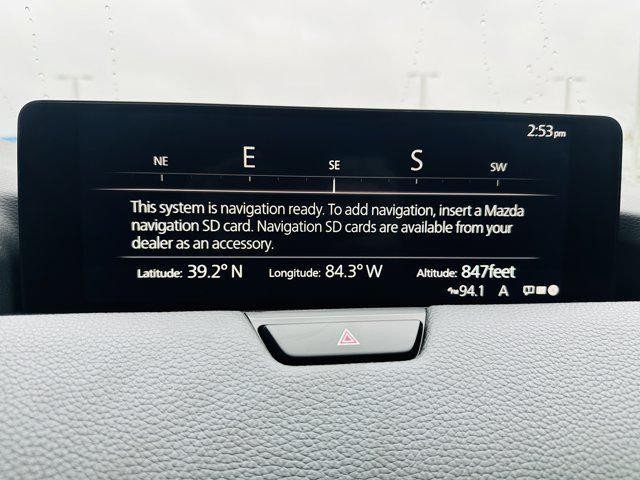 2:53pm
NE E SE S SW
This system is navigation ready. To add navigation, insert a Mazda
navigation SD card. Navigation SD cards are available from your
dealer as an accessory.
Latitude: 39.2° N Longitude: 84.3° W Altitude: 847feet
94.1 A